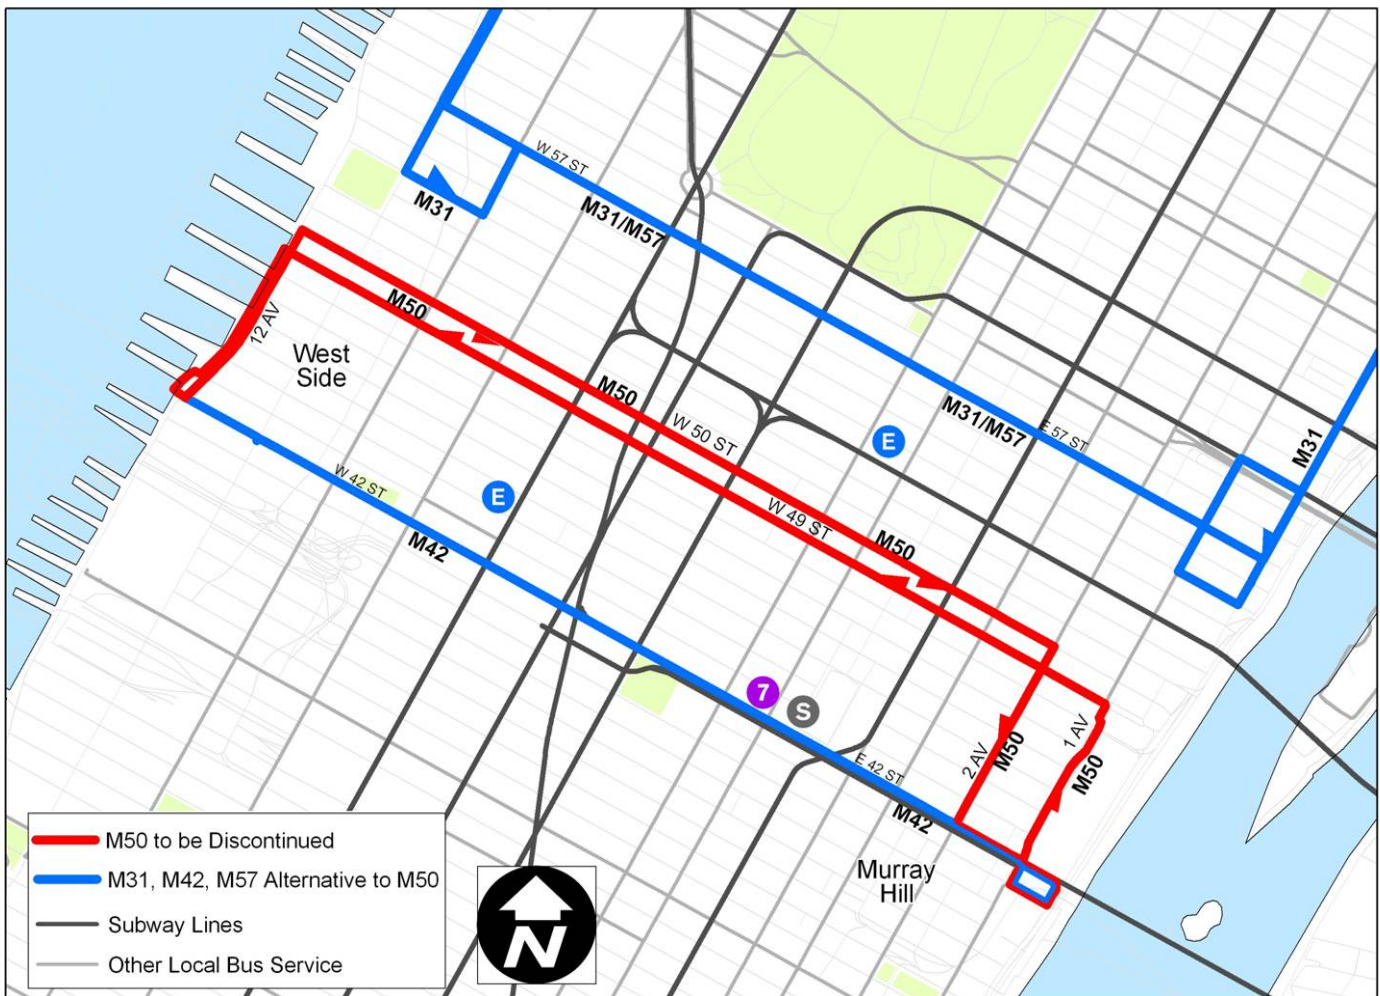 W 57 ST
M31
M31/M57
M50
12 AV
West
Side
M50
W 50 ST
M31/M57
E 57 ST
M31
E
W 42 ST
E
W 49 ST
M42
M50
7
S
2 AV
M50
1 AV
M50
E 42 ST
M42
Murray
Hill
M50 to be Discontinued
M31, M42, M57 Alternative to M50
Subway Lines
Other Local Bus Service
N